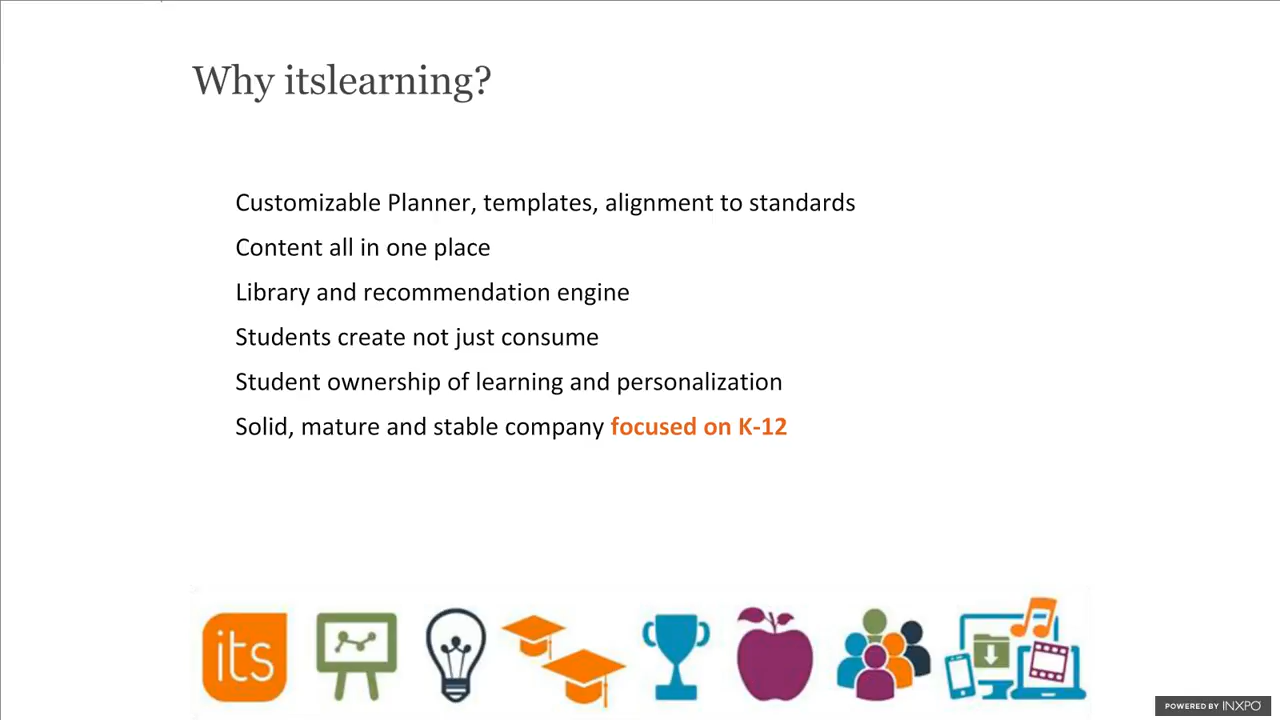 Why itslearning?
Customizable Planner, templates, alignment to standards
Content all in one place
Library and recommendation engine
Students create not just consume
Student ownership of learning and personalization
Solid, mature and stable company focused on K-12
its
POWERED BY INXPO